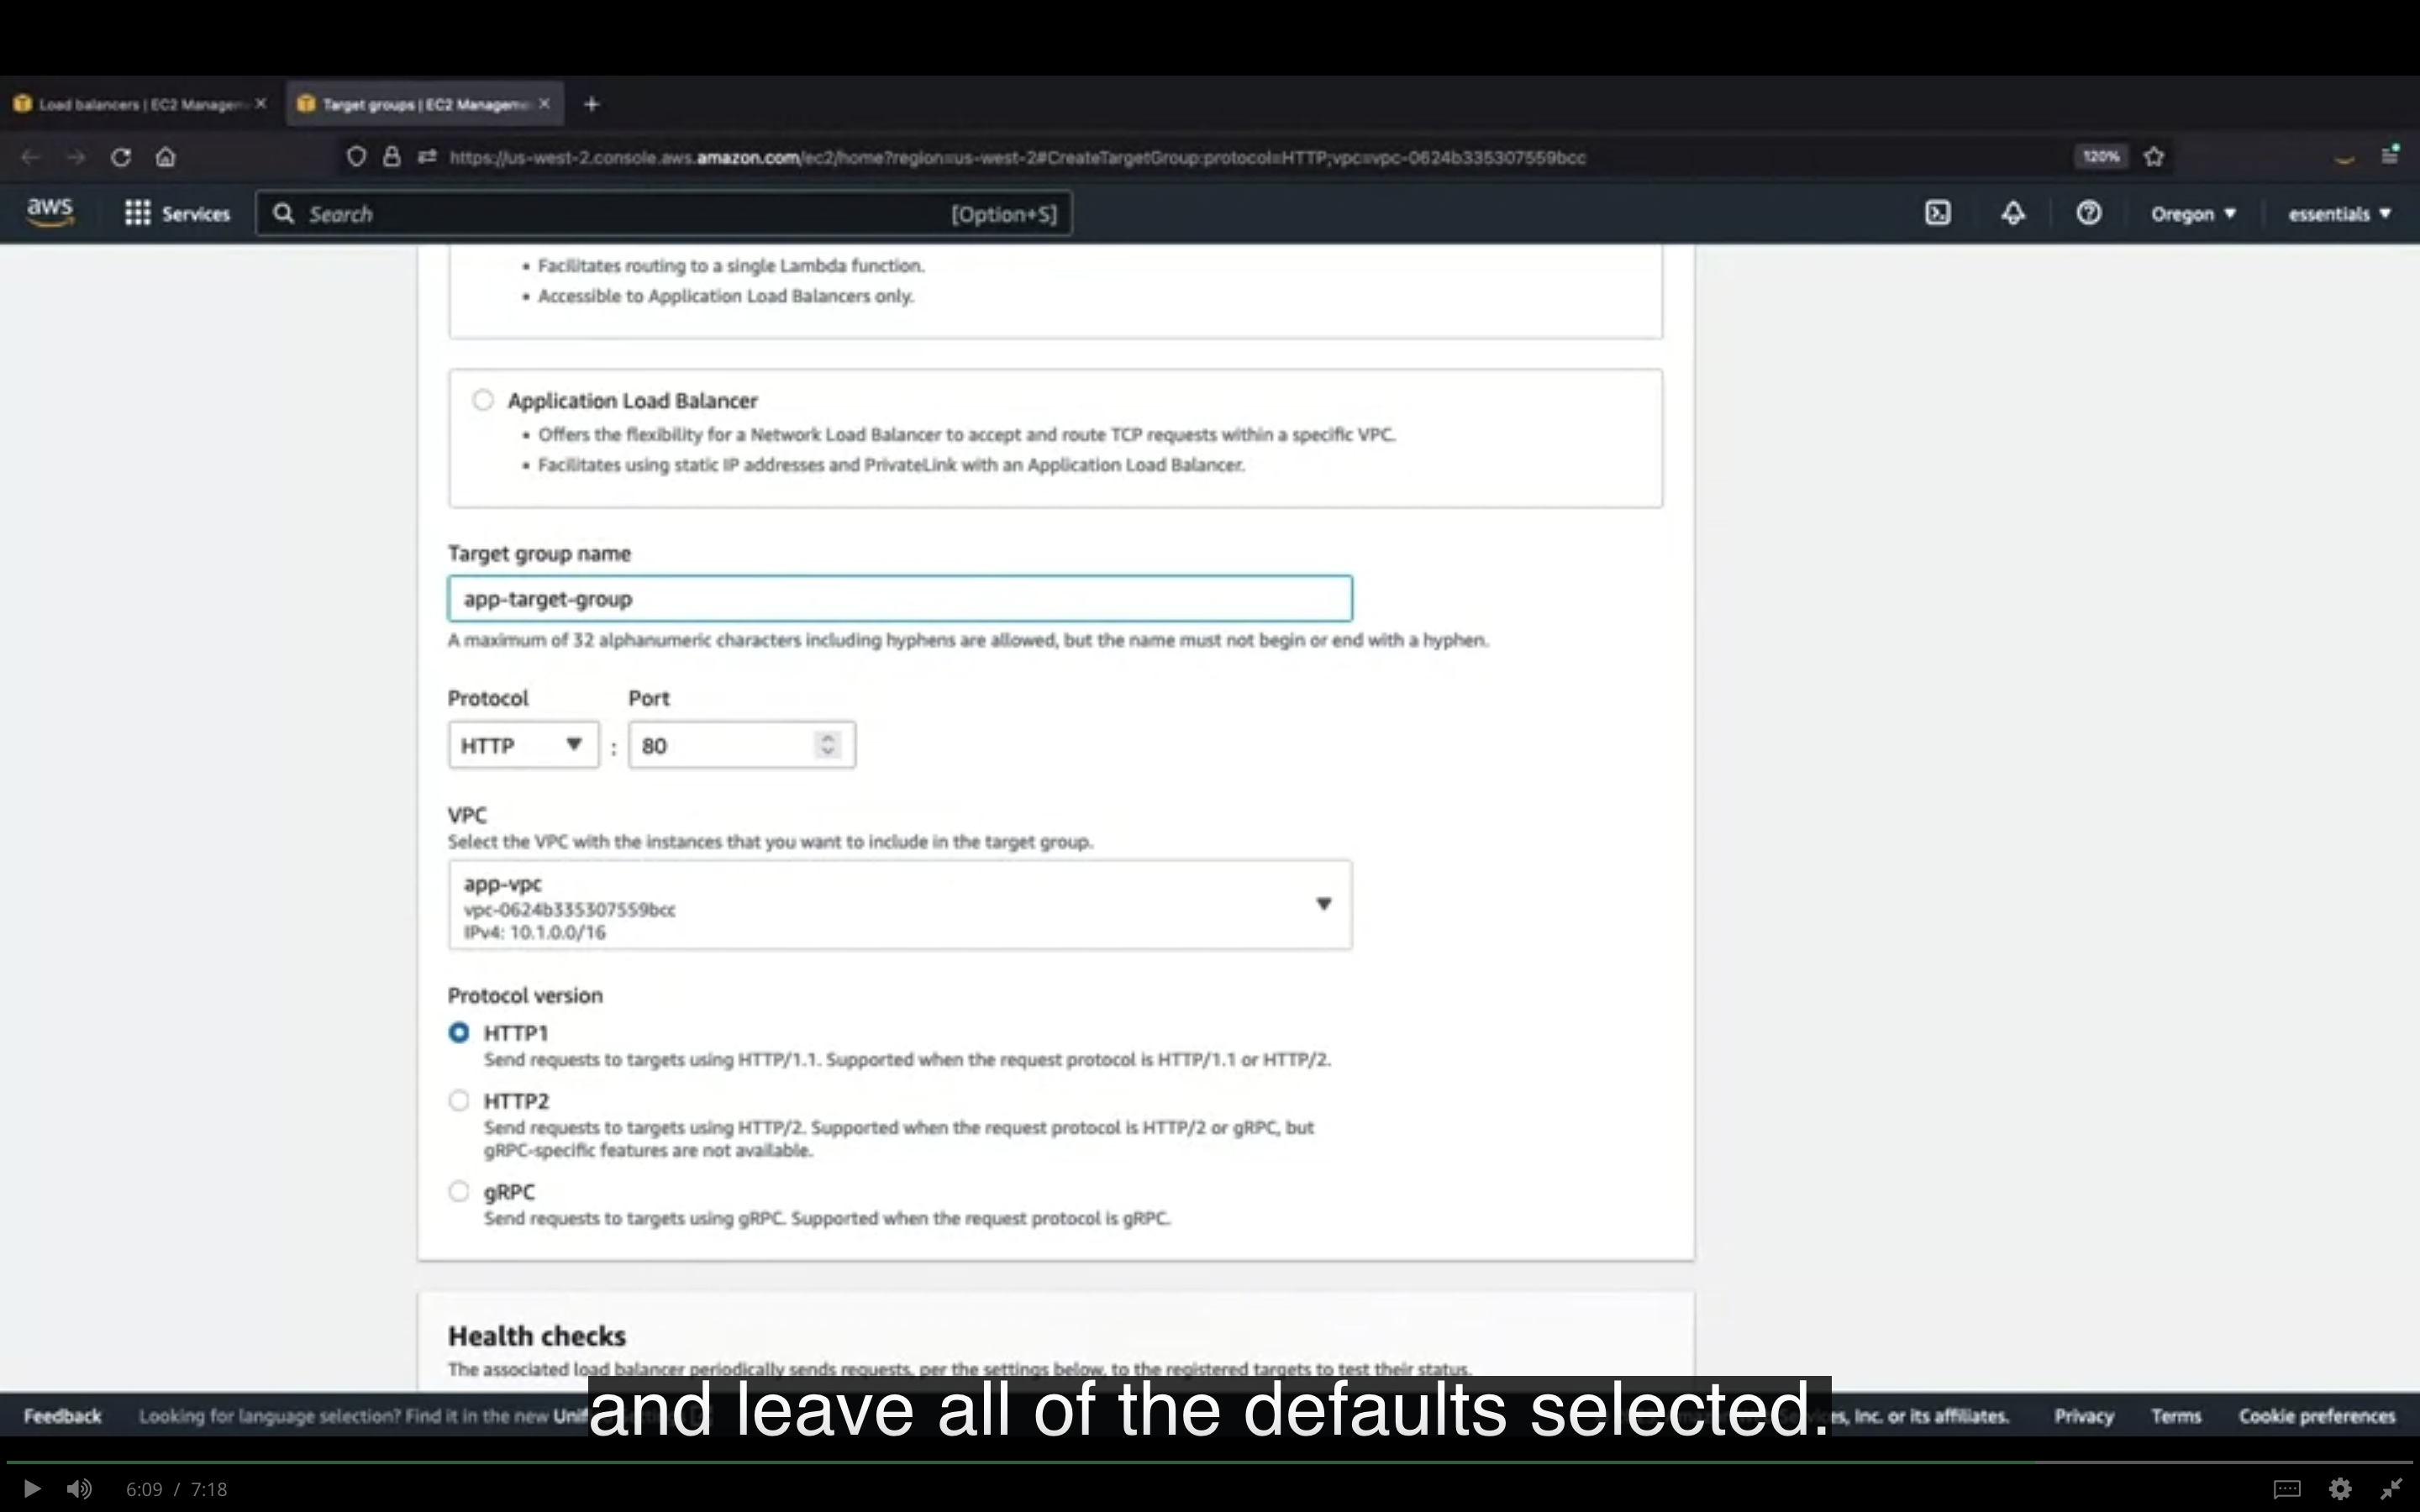 Load balancers | EC2 Managem
Target groups | EC2 Manageme
https://us-west-2.console.aws.amazon.com/ec2/home?region=us-west-2#CreateTargetGroup:protocol=HTTP;vpc=vpc-0624b335307559bcc
120%
aws
Services
Search
[Option+S]
Oregon
essentials
• Facilitates routing to a single Lambda function.
• Accessible to Application Load Balancers only.
Application Load Balancer
• Offers the flexibility for a Network Load Balancer to accept and route TCP requests within a specific VPC.
• Facilitates using static IP addresses and PrivateLink with an Application Load Balancer.
Target group name
app-target-group
A maximum of 32 alphanumeric characters including hyphens are allowed, but the name must not begin or end with a hyphen.
Protocol Port
HTTP : 80
VPC
Select the VPC with the instances that you want to include in the target group.
app-vpc
vpc-0624b335307559bcc
IPv4: 10.1.0.0/16
Protocol version
HTTP1
Send requests to targets using HTTP/1.1. Supported when the request protocol is HTTP/1.1 or HTTP/2.
HTTP2
Send requests to targets using HTTP/2. Supported when the request protocol is HTTP/2 or gRPC, but
gRPC-specific features are not available.
gRPC
Send requests to targets using gRPC. Supported when the request protocol is gRPC.
Health checks
The associated load balancer periodically sends requests, per the settings below, to the registered targets to test their status.
and leave all of the defaults selected.
Feedback
Looking for language selection? Find it in the new Unif
es, Inc. or its affiliates.
Privacy
Terms
Cookie preferences
6:09 / 7:18